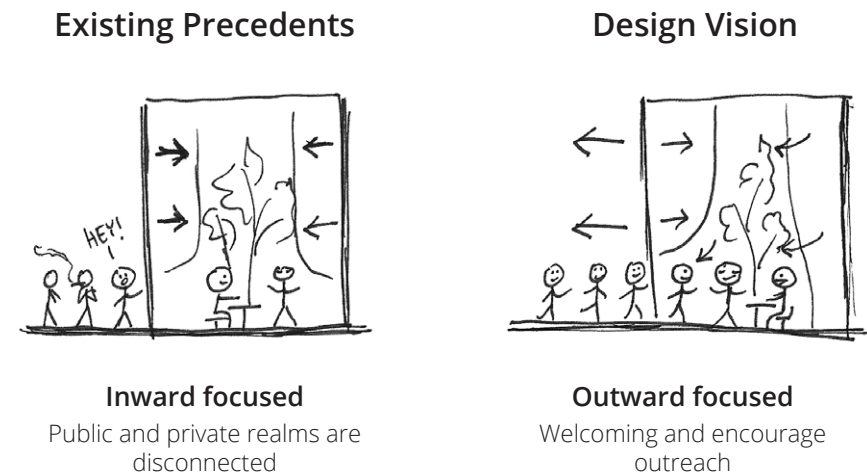 Existing Precedents
Design Vision
HEY!
Inward focused
Public and private realms are
disconnected
Outward focused
Welcoming and encourage
outreach